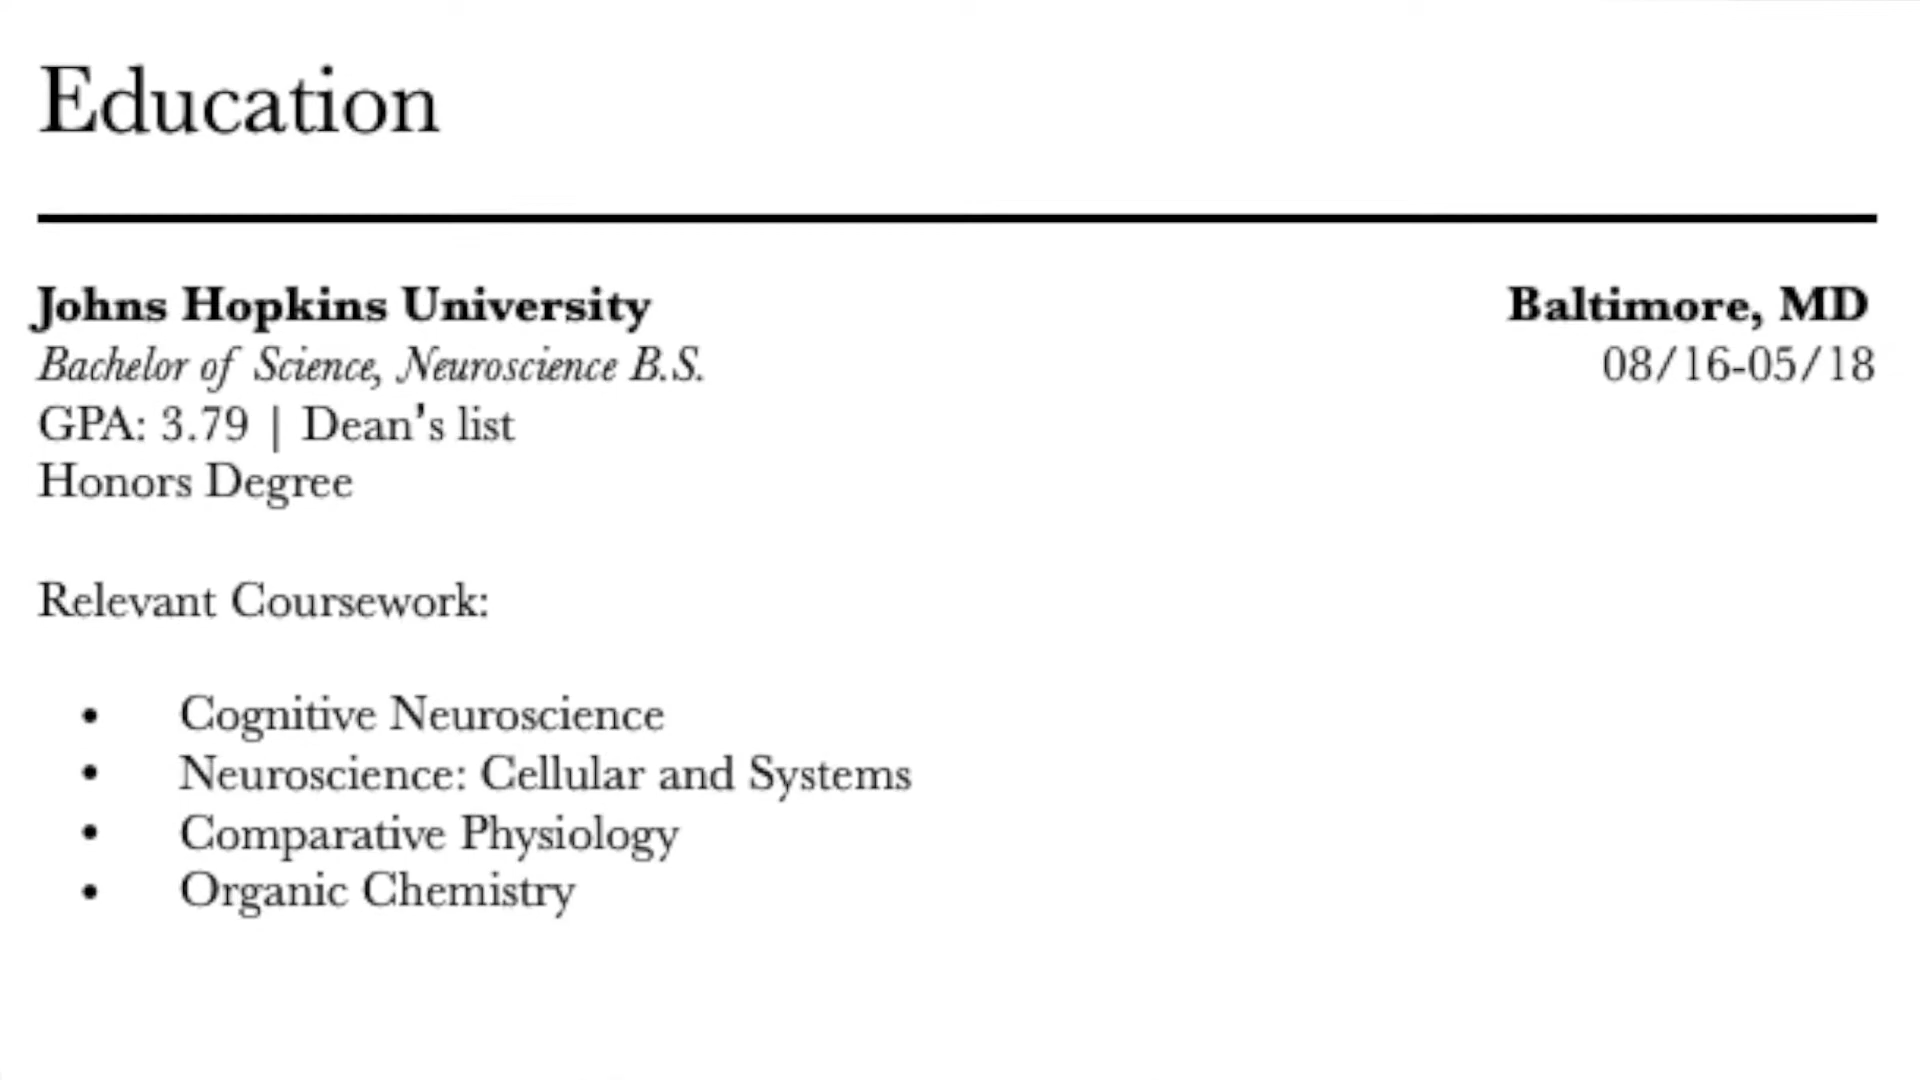 Education
Johns Hopkins University Baltimore, MD
Bachelor of Science, Neuroscience B.S. 08/16-05/18
GPA: 3.79 | Dean's list
Honors Degree
Relevant Coursework:
• Cognitive Neuroscience
• Neuroscience: Cellular and Systems
• Comparative Physiology
• Organic Chemistry